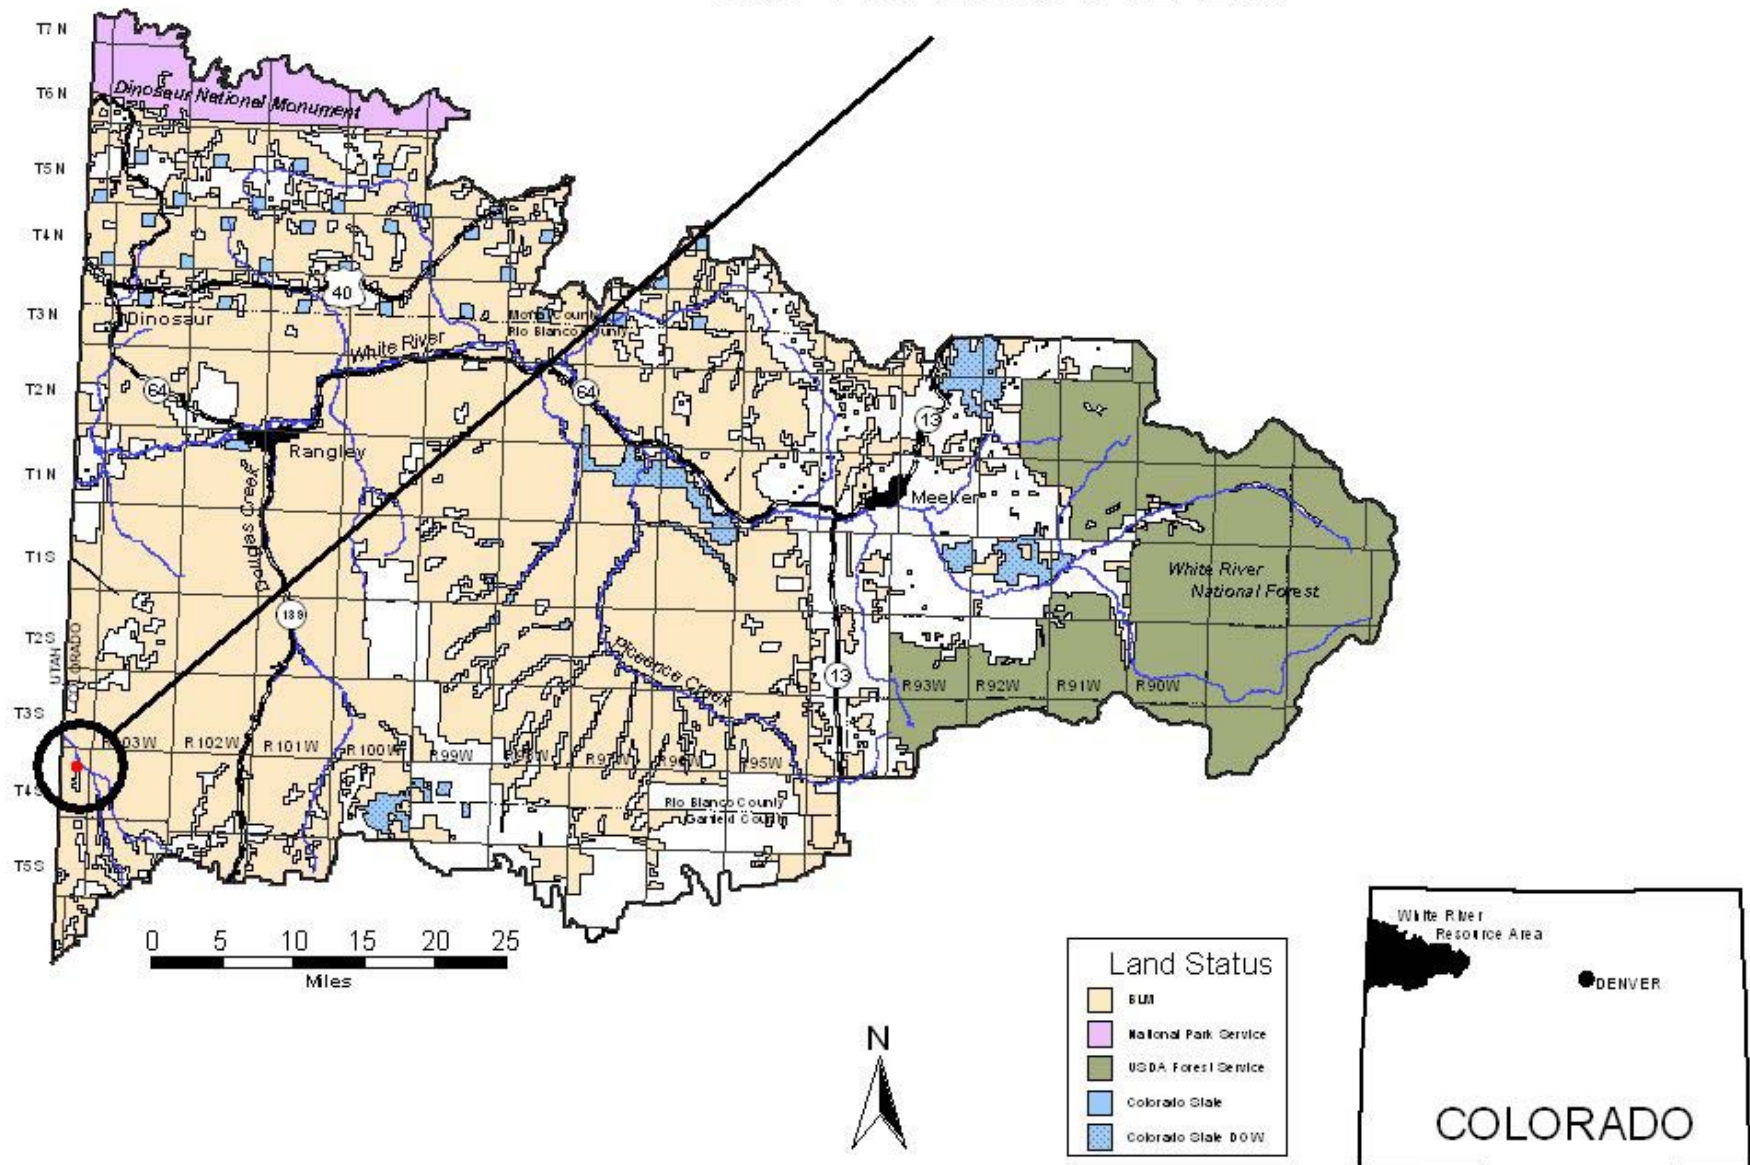 T7 N
T6 N
Dinosaur National Monument
T5 N
T4 N
40
T3 N
Dinosaur
Rio Blanco County
White River
T2 N
64
64
13
Rangley
T1 N
Douglas Creek
Meeker
T1S
White River
National Forest
139
T2S
UTAH
COLORADO
Piceance Creek
13
R93W
R92W
R91W
R90W
T3S
R102W
R101W
R100W
R99W
R95W
T4S
Rio Blanco County
Garfield County
T5S
0 5 10 15 20 25
Miles
N
Land Status
BLM
National Park Service
USDA Forest Service
Colorado State
Colorado State DOW
White River
Resource Area
DENVER
COLORADO